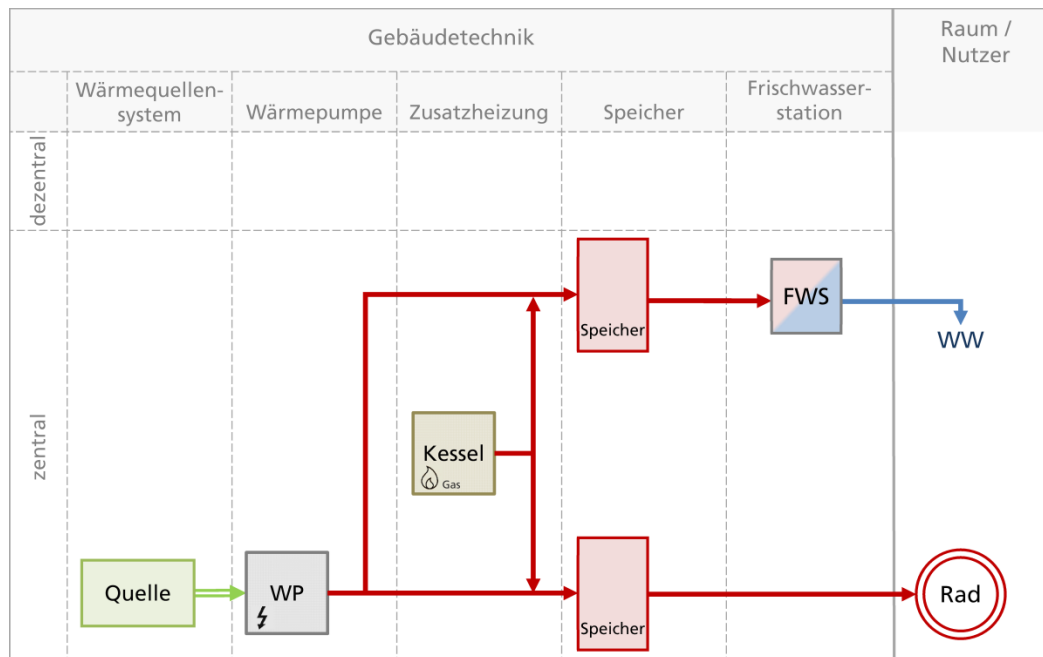 Gebäudetechnik
Raum /
Nutzer
Wärmequellen-
system
Wärmepumpe
Zusatzheizung
Speicher
Frischwasser-
station
dezentral
zentral
Speicher
FWS
WW
Kessel
Gas
Quelle
WP
Speicher
Rad